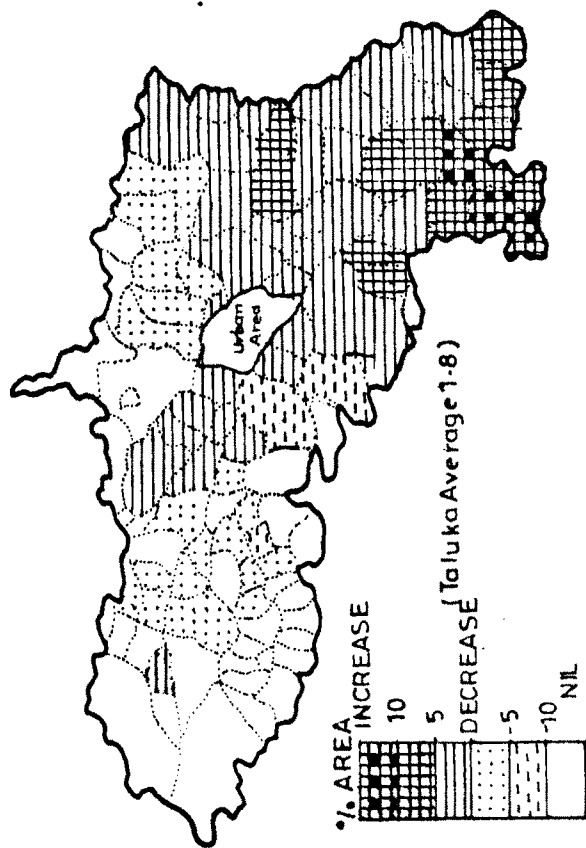 Urban
Area
(Taluka Average 1-8)
% AREA
INCREASE
10
5
DECREASE
-5
-10
NIL